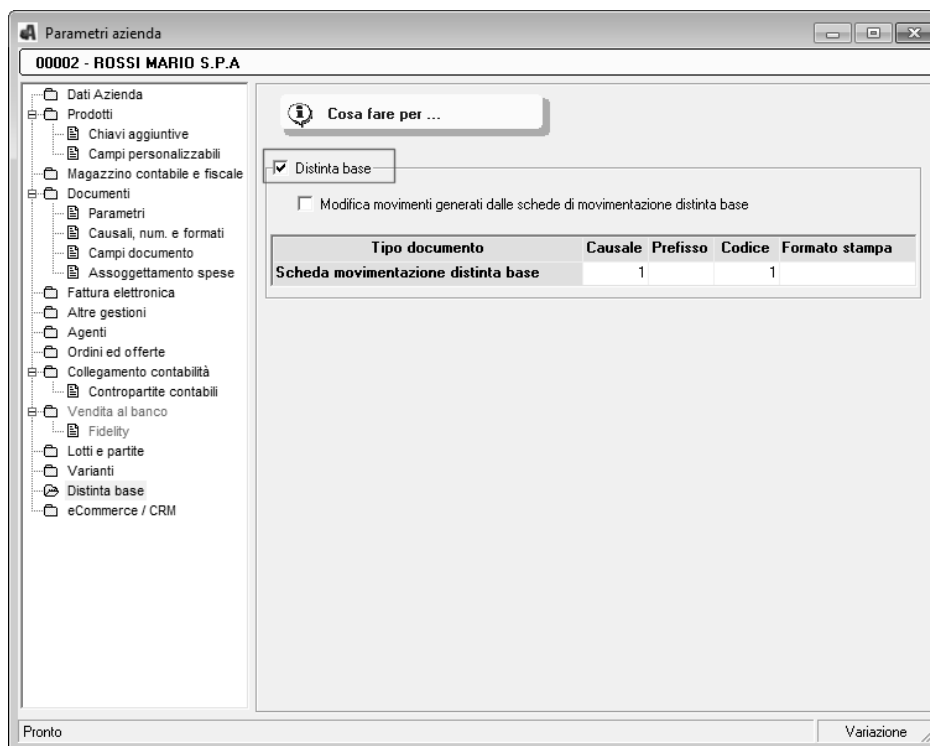 Parametri azienda
00002 - ROSSI MARIO S.P.A
Dati Azienda
Prodotti
Chiavi aggiuntive
Campi personalizzabili
Magazzino contabile e fiscale
Documenti
Parametri
Causali, num. e formati
Campi documento
Assoggettamento spese
Fattura elettronica
Altre gestioni
Agenti
Ordini ed offerte
Collegamento contabilità
Contropartite contabili
Vendita al banco
Fidelity
Lotti e partite
Varianti
Distinta base
eCommerce / CRM
Cosa fare per ...
Distinta base
Modifica movimenti generati dalle schede di movimentazione distinta base
Tipo documento Causale Prefisso Codice Formato stampa
Scheda movimentazione distinta base 1 1
Pronto Variazione